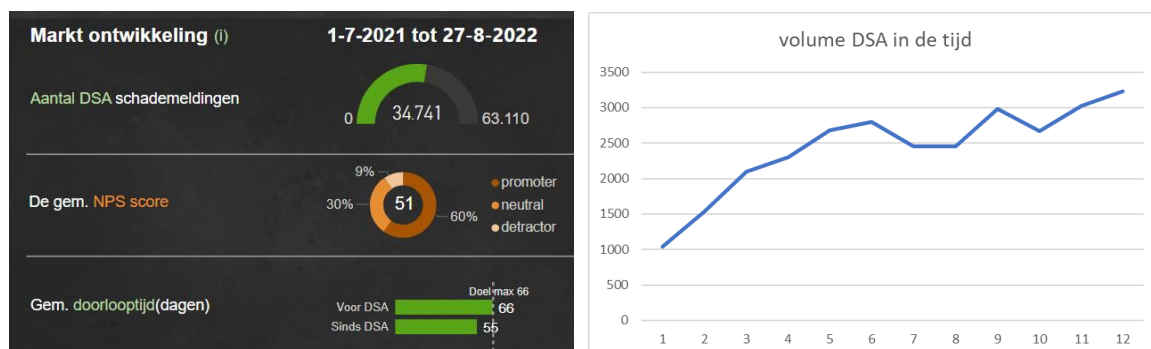 Markt ontwikkeling (i)
1-7-2021 tot 27-8-2022
Aantal DSA schademeldingen
0
34.741
63.110
De gem. NPS score
9%
30%
51
60%
promoter
neutral
detractor
Gem. doorlooptijd(dagen)
Doel max 66
Voor DSA
66
Sinds DSA
55
volume DSA in de tijd
3500
3000
2500
2000
1500
1000
500
0
1 2 3 4 5 6 7 8 9 10 11 12